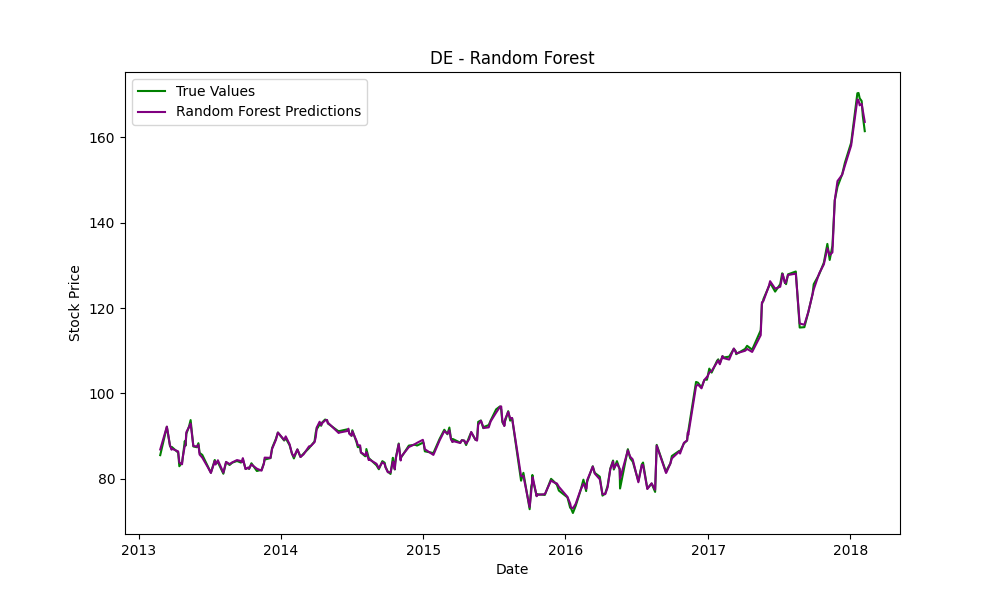 DE - Random Forest
True Values
Random Forest Predictions
160
140
120
100
80
Stock Price
2013 2014 2015 2016 2017 2018
Date